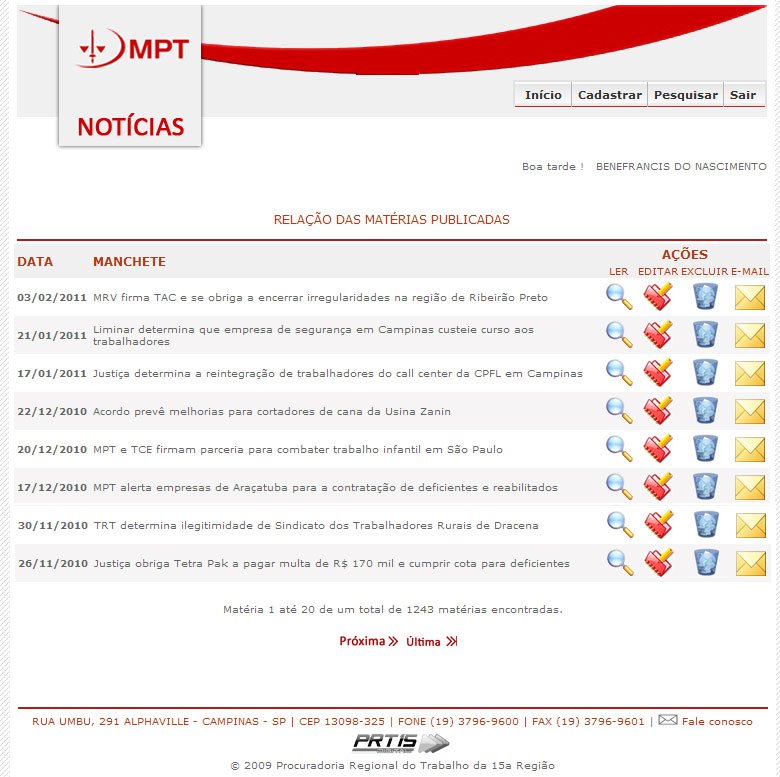 MPT
NOTÍCIAS
Início Cadastrar Pesquisar Sair
Boa tarde ! BENEFRANCIS DO NASCIMENTO
RELAÇÃO DAS MATÉRIAS PUBLICADAS
DATA MANCHETE AÇÕES
LER EDITAR EXCLUIR E-MAIL
03/02/2011 MRV firma TAC e se obriga a encerrar irregularidades na região de Ribeirão Preto
21/01/2011 Liminar determina que empresa de segurança em Campinas custeie curso aos
trabalhadores
17/01/2011 Justiça determina a reintegração de trabalhadores do call center da CPFL em Campinas
22/12/2010 Acordo prevê melhorias para cortadores de cana da Usina Zanin
20/12/2010 MPT e TCE firmam parceria para combater trabalho infantil em São Paulo
17/12/2010 MPT alerta empresas de Araçatuba para a contratação de deficientes e reabilitados
30/11/2010 TRT determina ilegitimidade de Sindicato dos Trabalhadores Rurais de Dracena
26/11/2010 Justiça obriga Tetra Pak a pagar multa de R$ 170 mil e cumprir cota para deficientes
Matéria 1 até 20 de um total de 1243 matérias encontradas.
Próxima Última
RUA UMBU, 291 ALPHAVILLE - CAMPINAS - SP | CEP 13098-325 | FONE (19) 3796-9600 | FAX (19) 3796-9601 | Fale conosco
PRTIS
© 2009 Procuradoria Regional do Trabalho da 15a Região